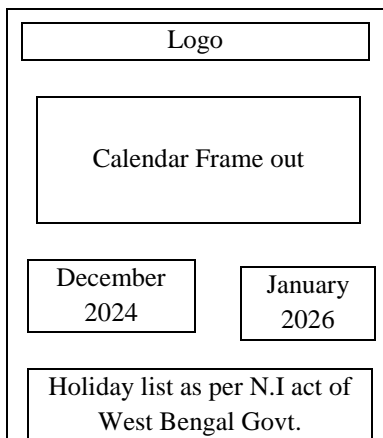 Logo
Calendar Frame out
December
2024
January
2026
Holiday list as per N.I act of
West Bengal Govt.